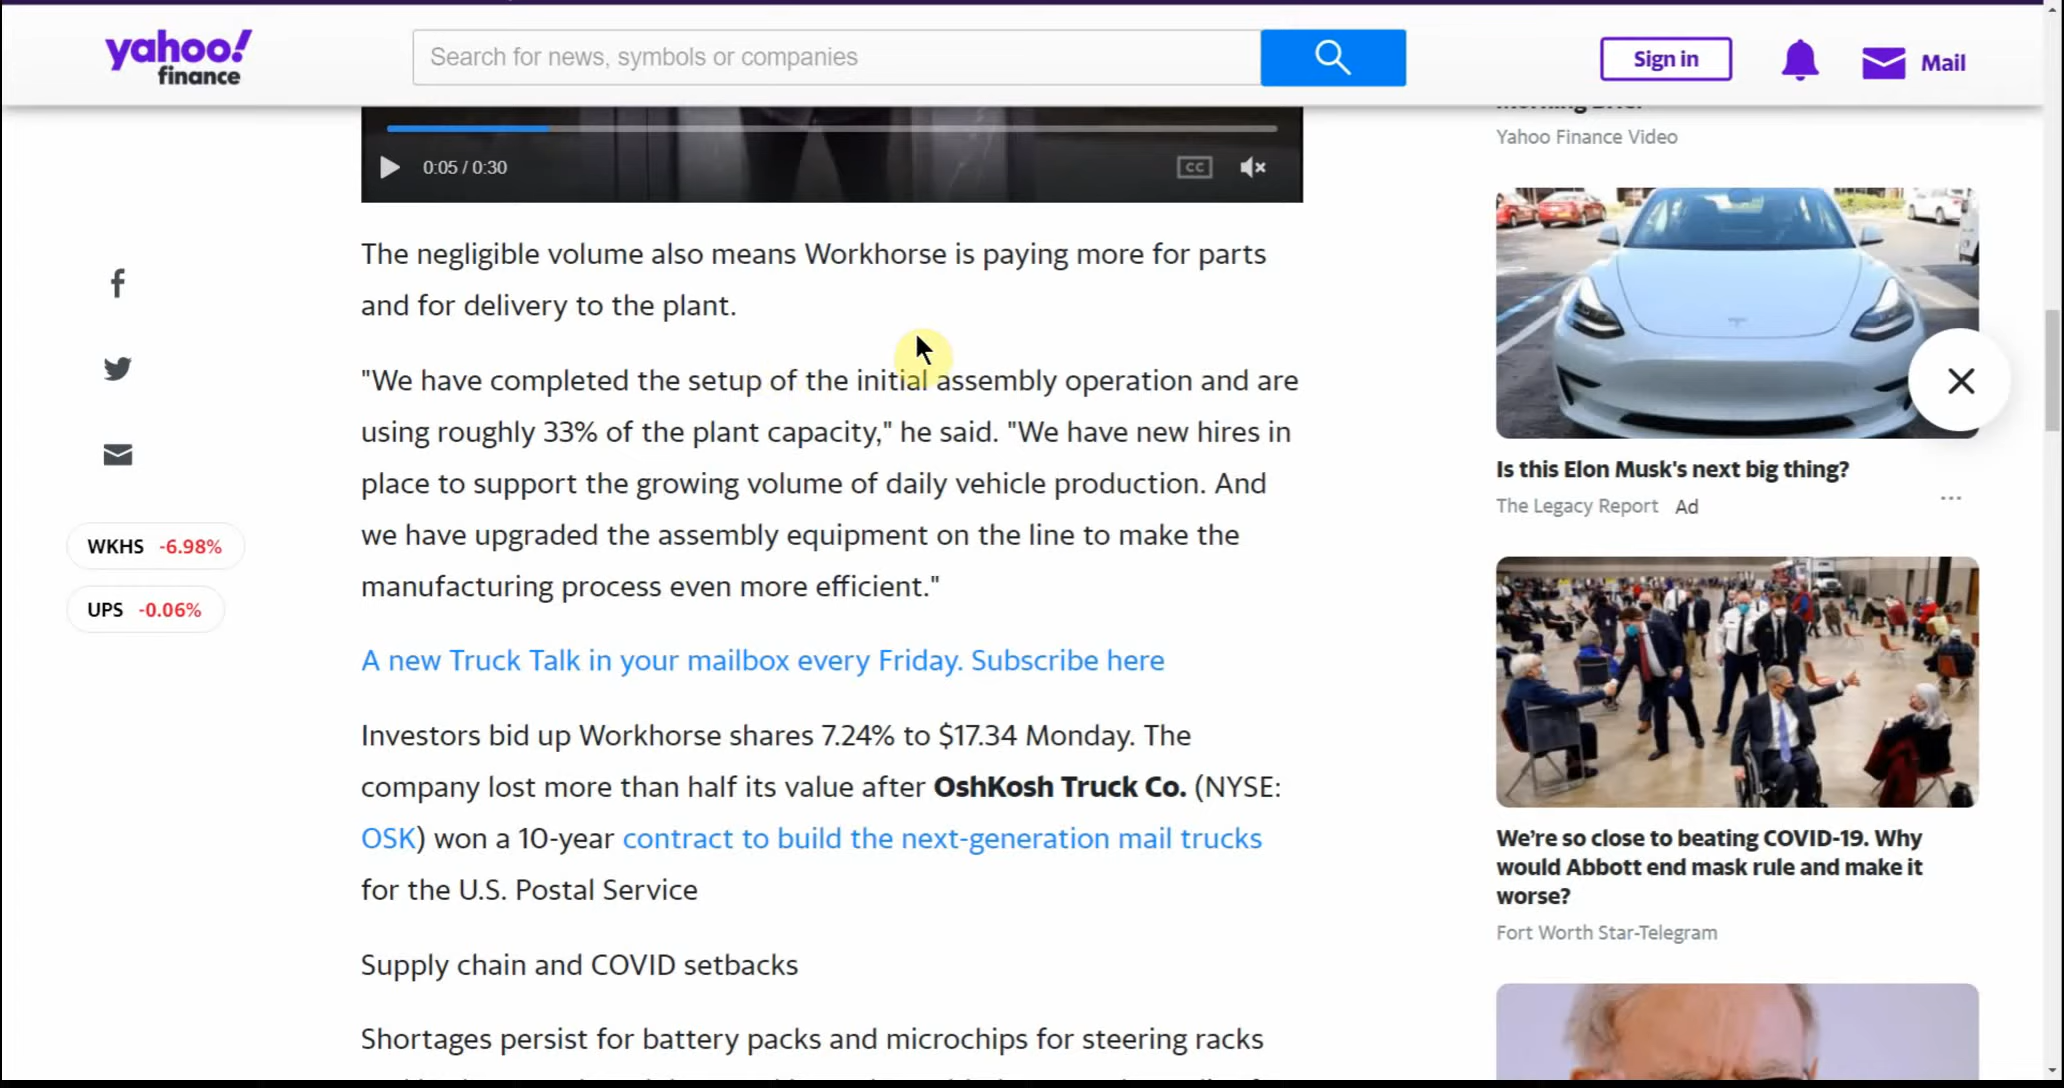 yahoo!
finance
Search for news, symbols or companies
Sign in
Mail
0:05 / 0:30
CC
The negligible volume also means Workhorse is paying more for parts
and for delivery to the plant.
"We have completed the setup of the initial assembly operation and are
using roughly 33% of the plant capacity," he said. "We have new hires in
place to support the growing volume of daily vehicle production. And
we have upgraded the assembly equipment on the line to make the
manufacturing process even more efficient."
A new Truck Talk in your mailbox every Friday. Subscribe here
Investors bid up Workhorse shares 7.24% to $17.34 Monday. The
company lost more than half its value after OshKosh Truck Co. (NYSE:
OSK) won a 10-year contract to build the next-generation mail trucks
for the U.S. Postal Service
Supply chain and COVID setbacks
Shortages persist for battery packs and microchips for steering racks
WKHS -6.98%
UPS -0.06%
Yahoo Finance Video
Is this Elon Musk's next big thing?
The Legacy Report Ad
We're so close to beating COVID-19. Why
would Abbott end mask rule and make it
worse?
Fort Worth Star-Telegram